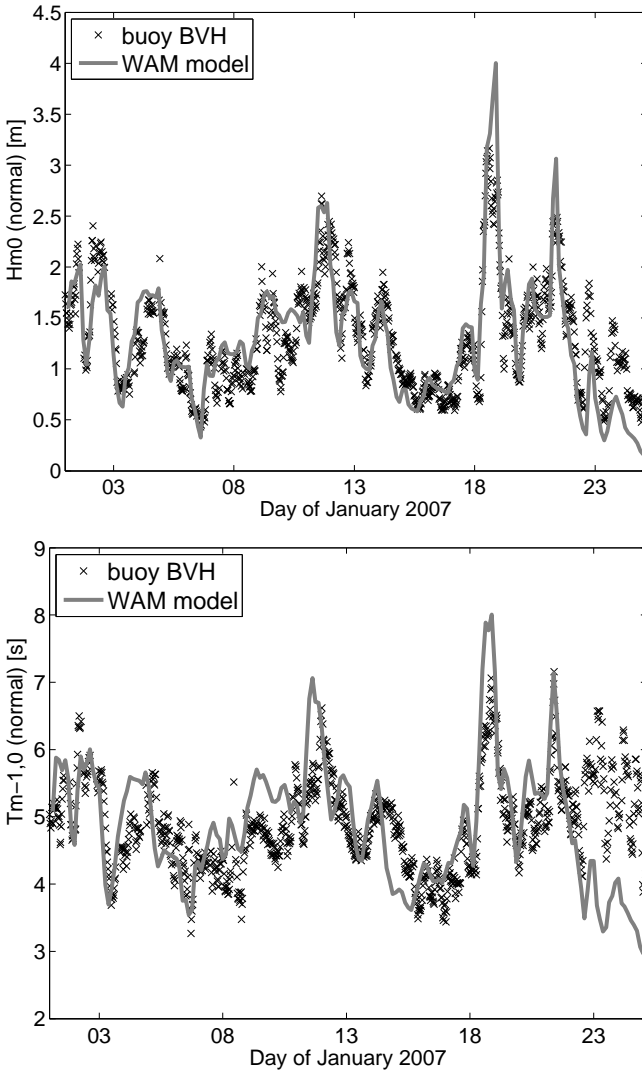 4.5
buoy BVH
WAM model
4
3.5
3
2.5
2
1.5
1
0.5
0
Hm0 (normal) [m]
03 08 13 18 23
Day of January 2007
9
buoy BVH
WAM model
8
7
6
5
4
3
2
Tm−1,0 (normal) [s]
03 08 13 18 23
Day of January 2007